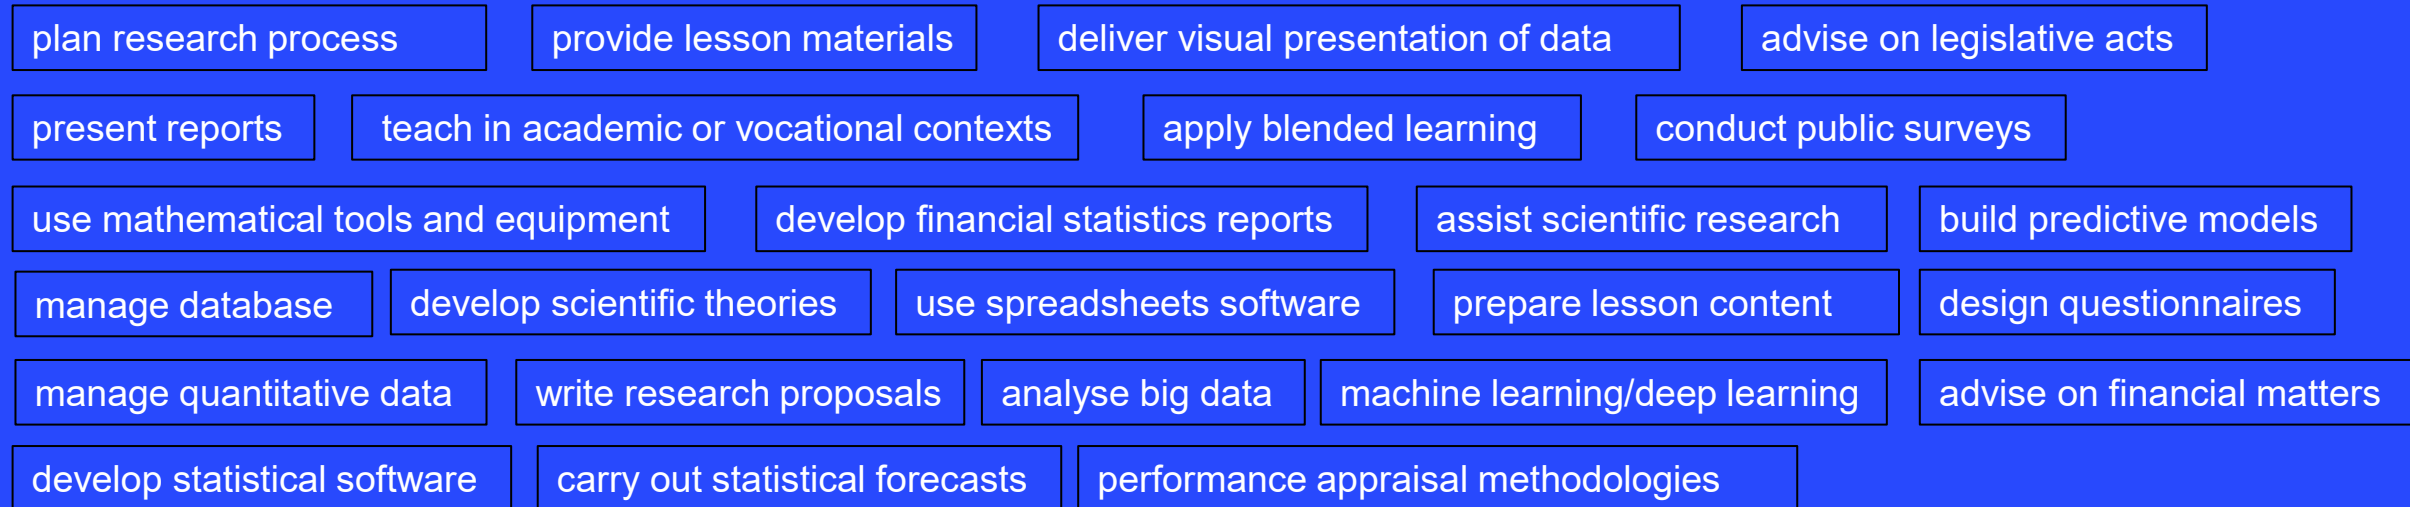 plan research process provide lesson materials deliver visual presentation of data advise on legislative acts
present reports teach in academic or vocational contexts apply blended learning conduct public surveys
use mathematical tools and equipment develop financial statistics reports assist scientific research build predictive models
manage database develop scientific theories use spreadsheets software prepare lesson content design questionnaires
manage quantitative data write research proposals analyse big data machine learning/deep learning advise on financial matters
develop statistical software carry out statistical forecasts performance appraisal methodologies